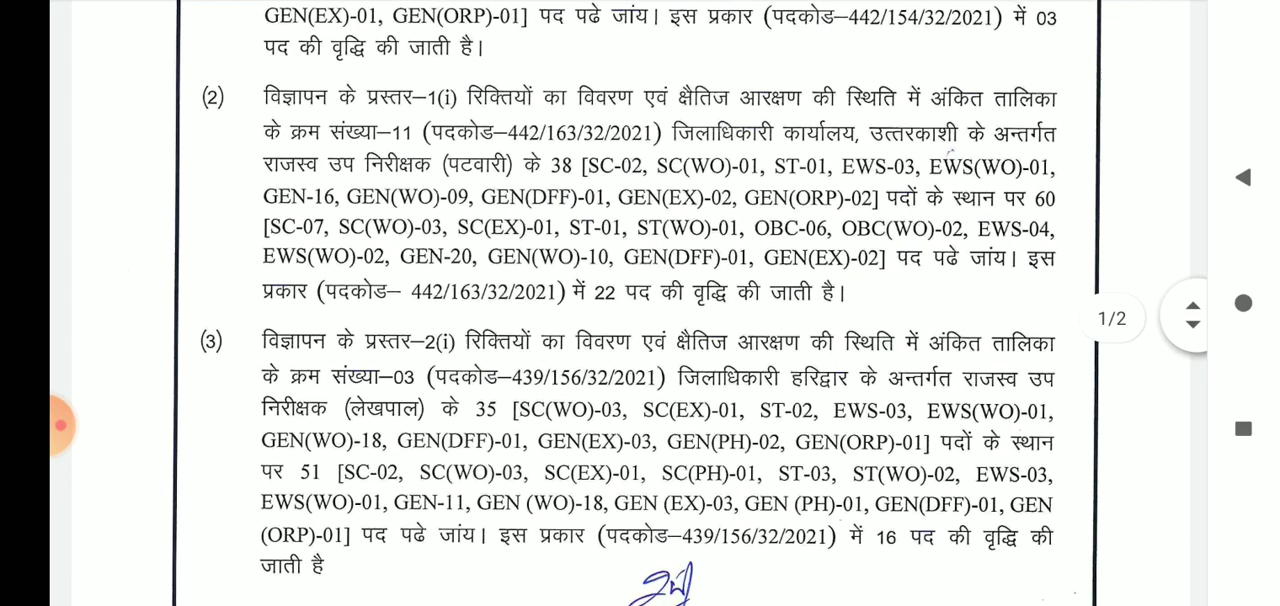 GEN(EX)-01, GEN(ORP)-01] पद पढे जांय। इस प्रकार (पदकोड–442/154/32/2021) में 03
पद की वृद्धि की जाती है।
(2) विज्ञापन के प्रस्तर–1(i) रिक्तियों का विवरण एवं क्षैतिज आरक्षण की स्थिति में अंकित तालिका
के क्रम संख्या–11 (पदकोड–442/163/32/2021) जिलाधिकारी कार्यालय, उत्तरकाशी के अन्तर्गत
राजस्व उप निरीक्षक (पटवारी) के 38 [SC-02, SC(WO)-01, ST-01, EWS-03, EWS(WO)-01,
GEN-16, GEN(WO)-09, GEN(DFF)-01, GEN(EX)-02, GEN(ORP)-02] पदों के स्थान पर 60
[SC-07, SC(WO)-03, SC(EX)-01, ST-01, ST(WO)-01, OBC-06, OBC(WO)-02, EWS-04,
EWS(WO)-02, GEN-20, GEN(WO)-10, GEN(DFF)-01, GEN(EX)-02] पद पढे जांय। इस
प्रकार (पदकोड– 442/163/32/2021) में 22 पद की वृद्धि की जाती है।
1/2
(3) विज्ञापन के प्रस्तर–2(i) रिक्तियों का विवरण एवं क्षैतिज आरक्षण की स्थिति में अंकित तालिका
के क्रम संख्या–03 (पदकोड–439/156/32/2021) जिलाधिकारी हरिद्वार के अन्तर्गत राजस्व उप
निरीक्षक (लेखपाल) के 35 [SC(WO)-03, SC(EX)-01, ST-02, EWS-03, EWS(WO)-01,
GEN(WO)-18, GEN(DFF)-01, GEN(EX)-03, GEN(PH)-02, GEN(ORP)-01] पदों के स्थान
पर 51 [SC-02, SC(WO)-03, SC(EX)-01, SC(PH)-01, ST-03, ST(WO)-02, EWS-03,
EWS(WO)-01, GEN-11, GEN (WO)-18, GEN (EX)-03, GEN (PH)-01, GEN(DFF)-01, GEN
(ORP)-01] पद पढे जांय। इस प्रकार (पदकोड–439/156/32/2021) में 16 पद की वृद्धि की
जाती है